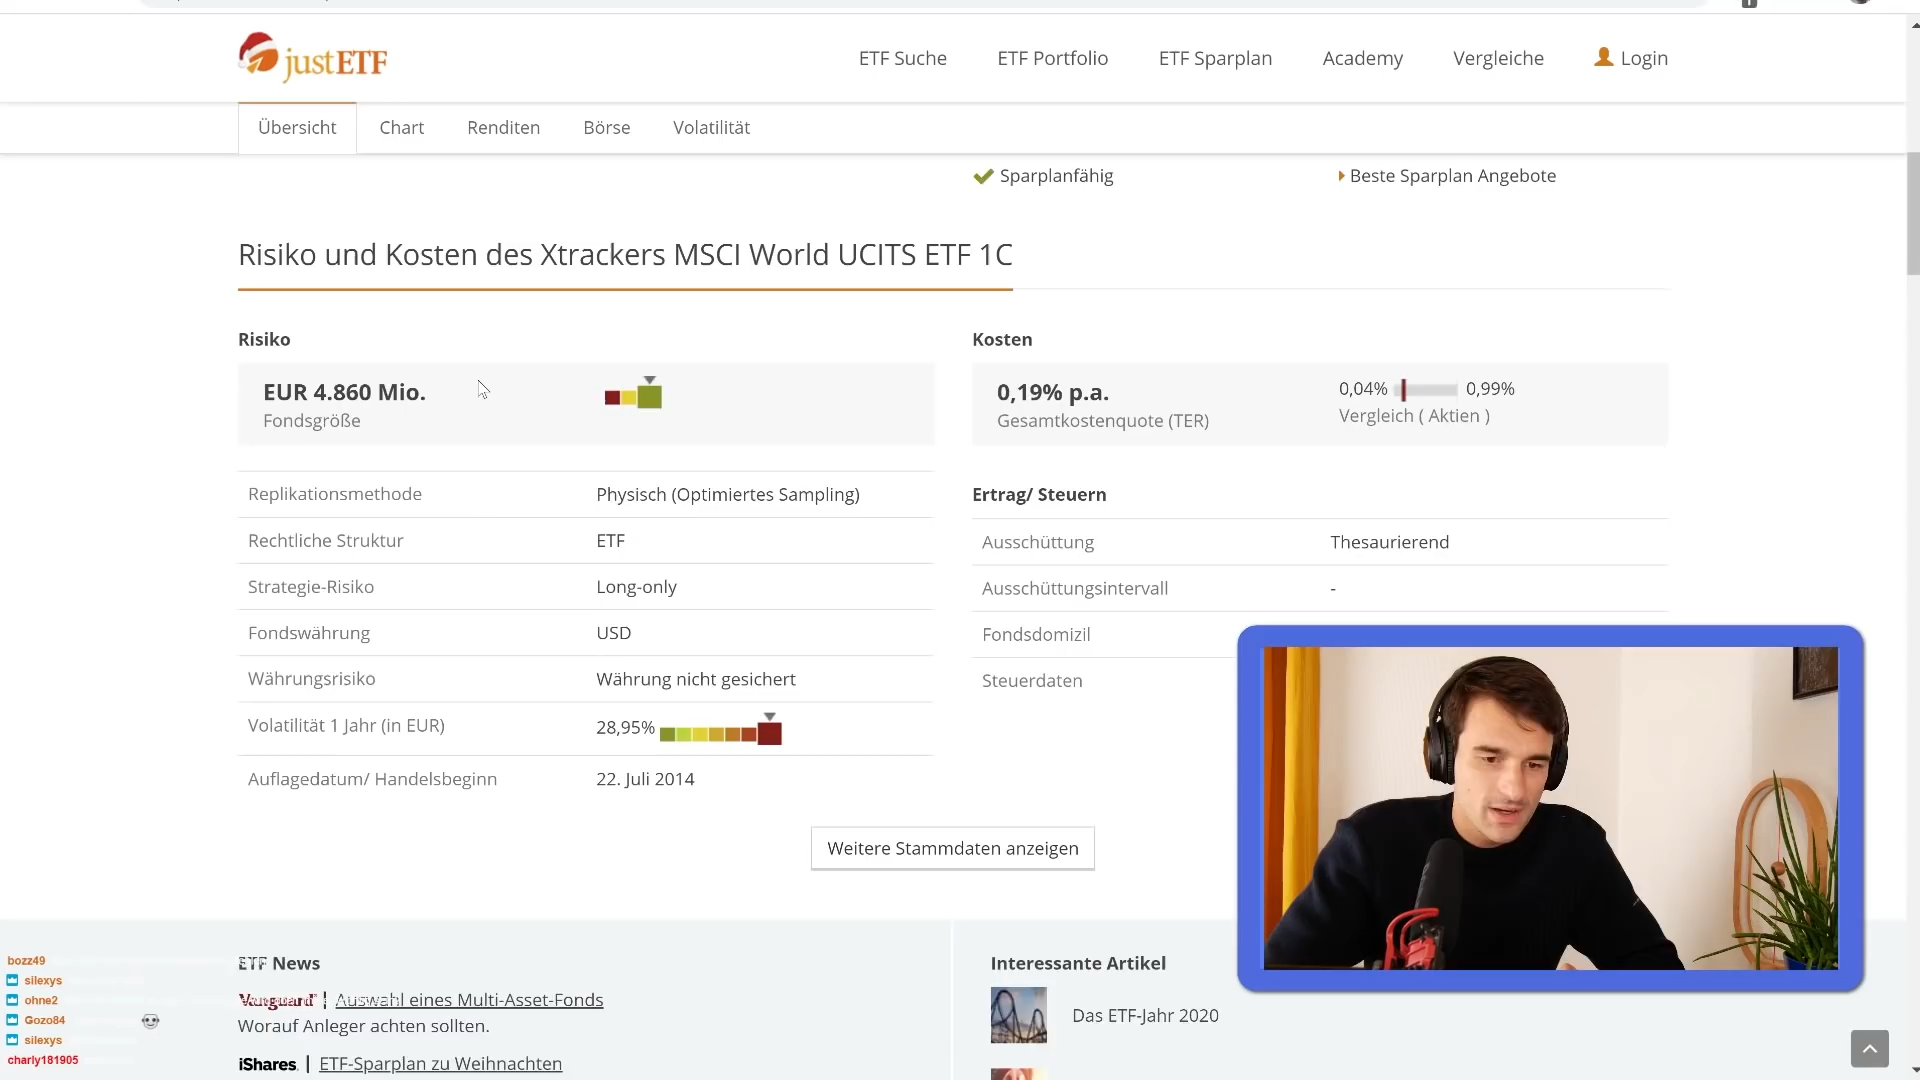 justETF
ETF Suche
ETF Portfolio
ETF Sparplan
Academy
Vergleiche
Login
Übersicht
Chart
Renditen
Börse
Volatilität
Sparplanfähig
Beste Sparplan Angebote
Risiko und Kosten des Xtrackers MSCI World UCITS ETF 1C
Risiko
EUR 4.860 Mio.
Fondsgröße
Replikationsmethode Physisch (Optimiertes Sampling)
Rechtliche Struktur ETF
Strategie-Risiko Long-only
Fondswährung USD
Währungsrisiko Währung nicht gesichert
Volatilität 1 Jahr (in EUR) 28,95%
Auflagedatum/ Handelsbeginn 22. Juli 2014
Kosten
0,19% p.a.
Gesamtkostenquote (TER)
0,04% 0,99%
Vergleich ( Aktien )
Ertrag/ Steuern
Ausschüttung Thesaurierend
Ausschüttungsintervall -
Fondsdomizil
Steuerdaten
Weitere Stammdaten anzeigen
ETF News
Vanguard | Auswahl eines Multi-Asset-Fonds
Worauf Anleger achten sollten.
iShares | ETF-Sparplan zu Weihnachten
Interessante Artikel
Das ETF-Jahr 2020
bozz49
silexys
ohne2
Gozo84
silexys
charly181905